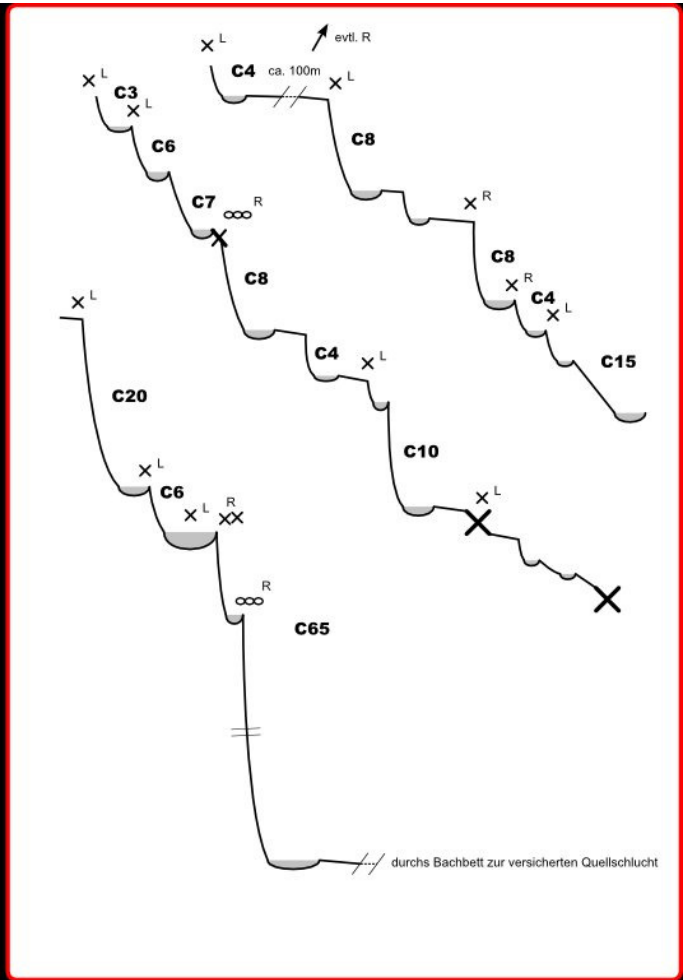 L
evtl. R
C4
ca. 100m
L
C8
R
C8
R
C4
L
C15
L
C3
L
C6
C7
R
C8
C4
L
C10
L
L
C20
L
C6
L
R
R
C65
durchs Bachbett zur versicherten Quellschlucht